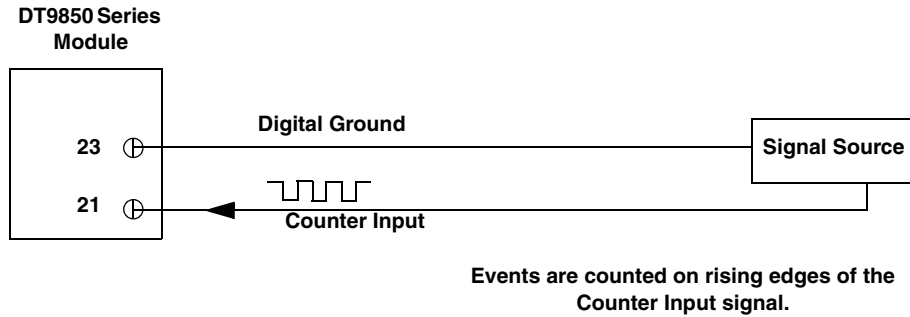 DT9850 Series
Module
Digital Ground
23
Signal Source
21
Counter Input
Events are counted on rising edges of the
Counter Input signal.